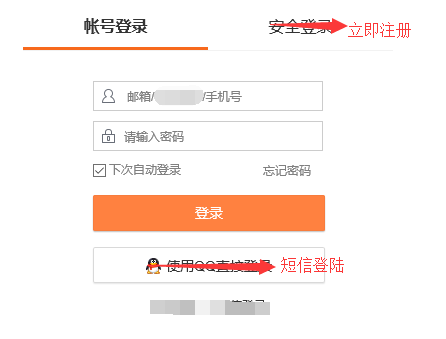 帐号登录 安全登录 立即注册
邮箱/ /手机号
请输入密码
下次自动登录 忘记密码
登录
使用QQ直接登录 短信登陆